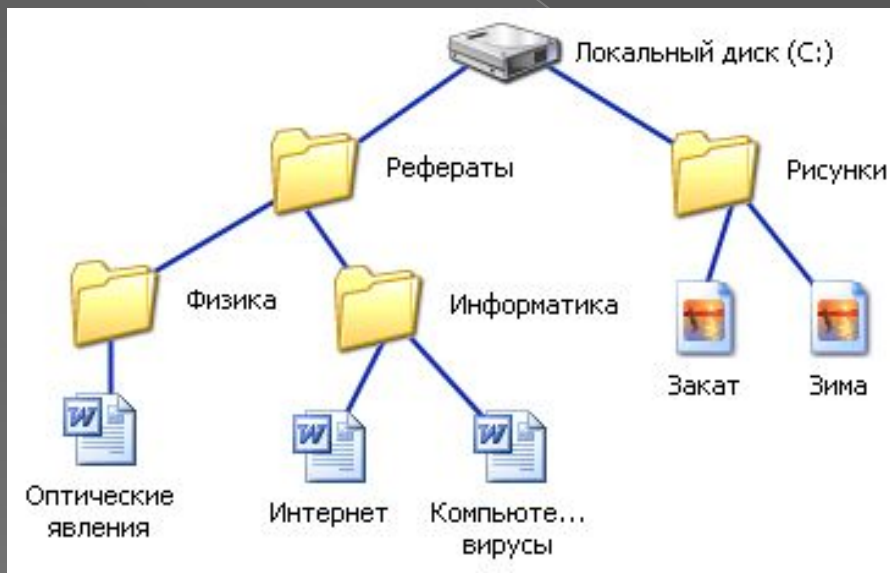 Локальный диск (C:)
Рефераты
Рисунки
Физика
Информатика
Закат
Зима
Оптические
явления
Интернет
Компьюте...
вирусы